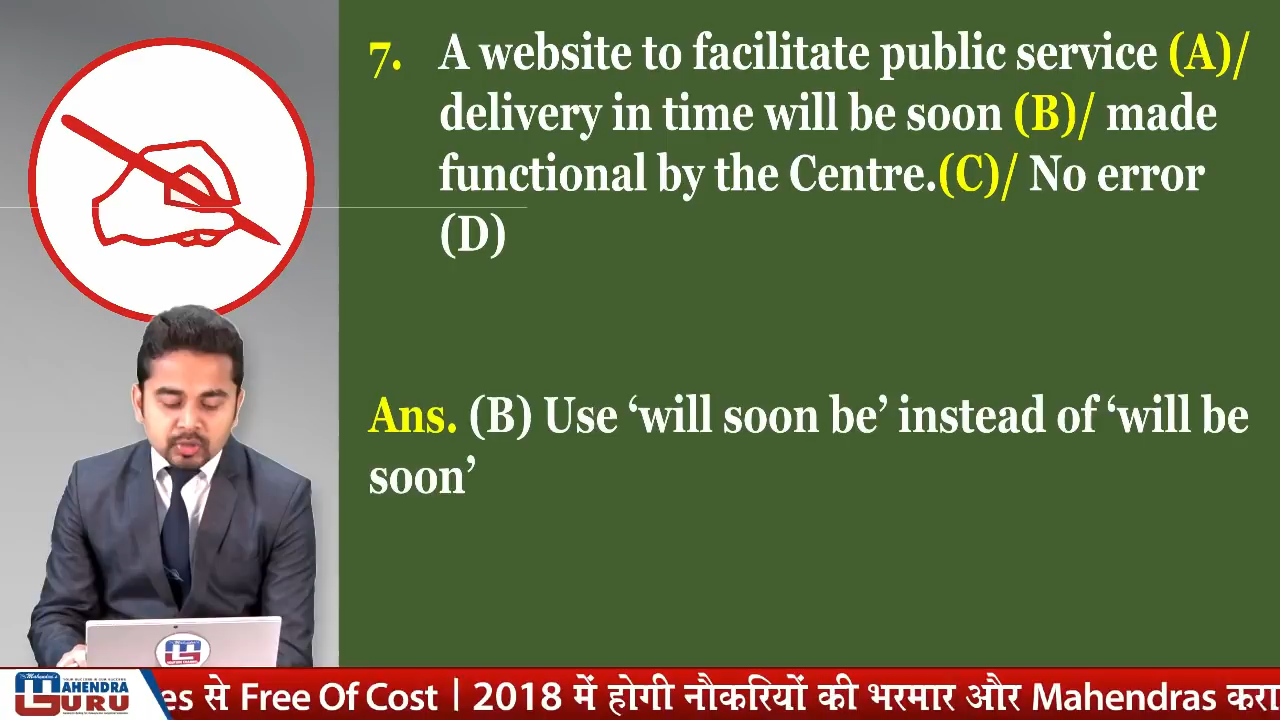 7. A website to facilitate public service (A)/
delivery in time will be soon (B)/ made
functional by the Centre.(C)/ No error
(D)
Ans. (B) Use ‘will soon be’ instead of ‘will be
soon’
Mahendra's
MAHENDRA
GURU
es से Free Of Cost | 2018 में होगी नौकरियों की भरमार और Mahendras करा